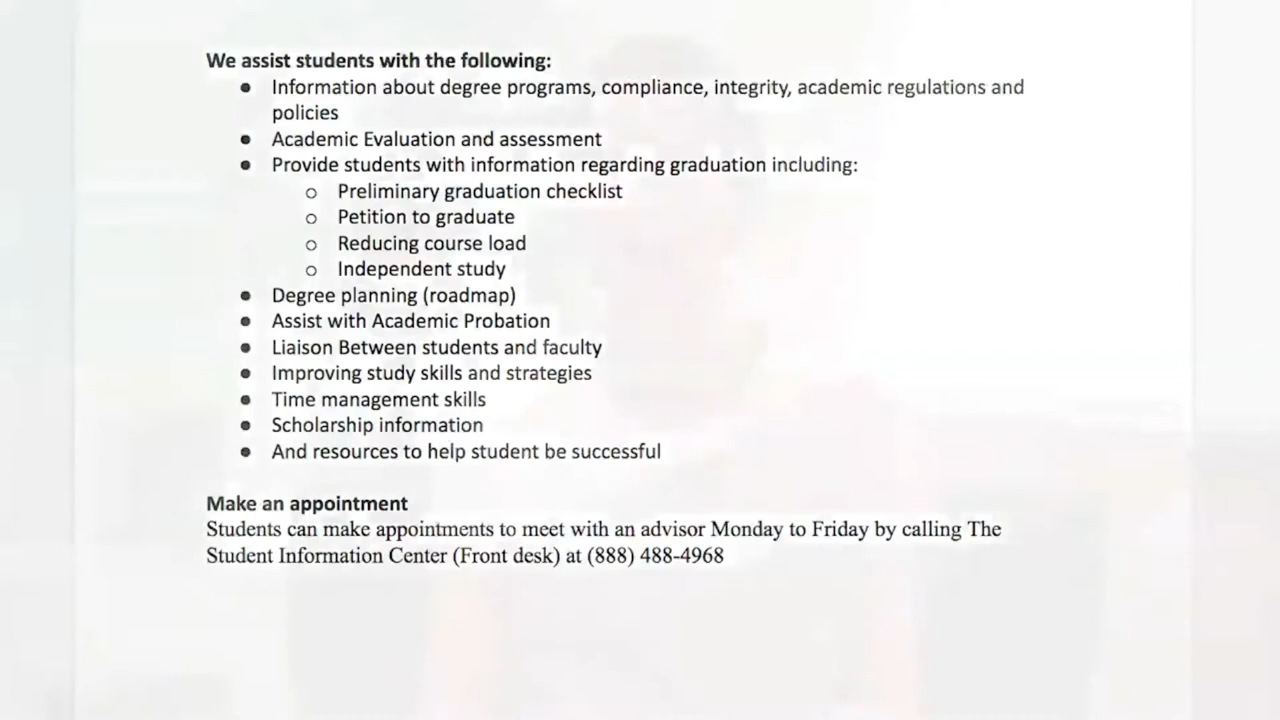 We assist students with the following:
● Information about degree programs, compliance, integrity, academic regulations and
policies
● Academic Evaluation and assessment
● Provide students with information regarding graduation including:
o Preliminary graduation checklist
o Petition to graduate
o Reducing course load
o Independent study
● Degree planning (roadmap)
● Assist with Academic Probation
● Liaison Between students and faculty
● Improving study skills and strategies
● Time management skills
● Scholarship information
● And resources to help student be successful
Make an appointment
Students can make appointments to meet with an advisor Monday to Friday by calling The
Student Information Center (Front desk) at (888) 488-4968